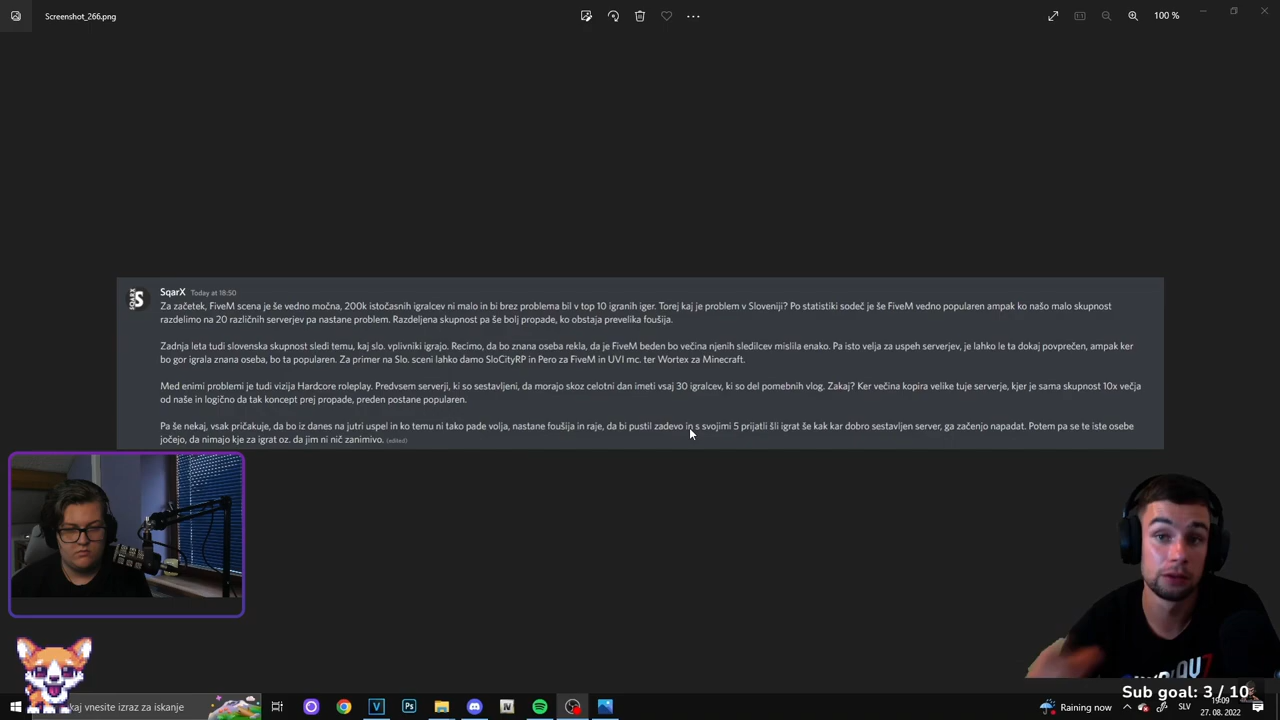 Screenshot_266.png
100 %
SqarX Today at 18:50
Za začetek, FiveM scena je še vedno močna, 200k istočasnih igralcev ni malo in bi brez problema bil v top 10 igranih iger. Torej kaj je problem v Sloveniji? Po statistiki sodeč je še FiveM vedno popularen ampak ko našo malo skupnost
razdelimo na 20 različnih serverjev pa nastane problem. Razdeljena skupnost pa še bolj propade, ko obstaja prevelika foušija.
Zadnja leta tudi slovenska skupnost sledi temu, kaj slo. vplivniki igrajo. Recimo, da bo znana oseba rekla, da je FiveM beden bo večina njenih sledilcev mislila enako. Pa isto velja za uspeh serverjev, je lahko le ta dokaj povprečen, ampak ker
bo gor igrala znana oseba, bo ta popularen. Za primer na Slo. sceni lahko damo SloCityRP in Pero za FiveM in UVI mc. ter Wortex za Minecraft.
Med enimi problemi je tudi vizija Hardcore roleplay. Predvsem serverji, ki so sestavljeni, da morajo skoz celotni dan imeti vsaj 30 igralcev, ki so del pomebnih vlog. Zakaj? Ker večina kopira velike tuje serverje, kjer je sama skupnost 10x večja
od naše in logično da tak koncept prej propade, preden postane popularen.
Pa še nekaj, vsak pričakuje, da bo iz danes na jutri uspel in ko temu ni tako pade volja, nastane foušija in raje, da bi pustil zadevo in s svojimi 5 prijatli šli igrat še kak kar dobro sestavljen server, ga začenjo napadat. Potem pa se te iste osebe
jočejo, da nimajo kje za igrat oz. da jim ni nič zanimivo. (edited)
Sub goal: 3 / 10
kaj vnesite izraz za iskanje
Raining now
SLV
19:09
27. 08. 2022